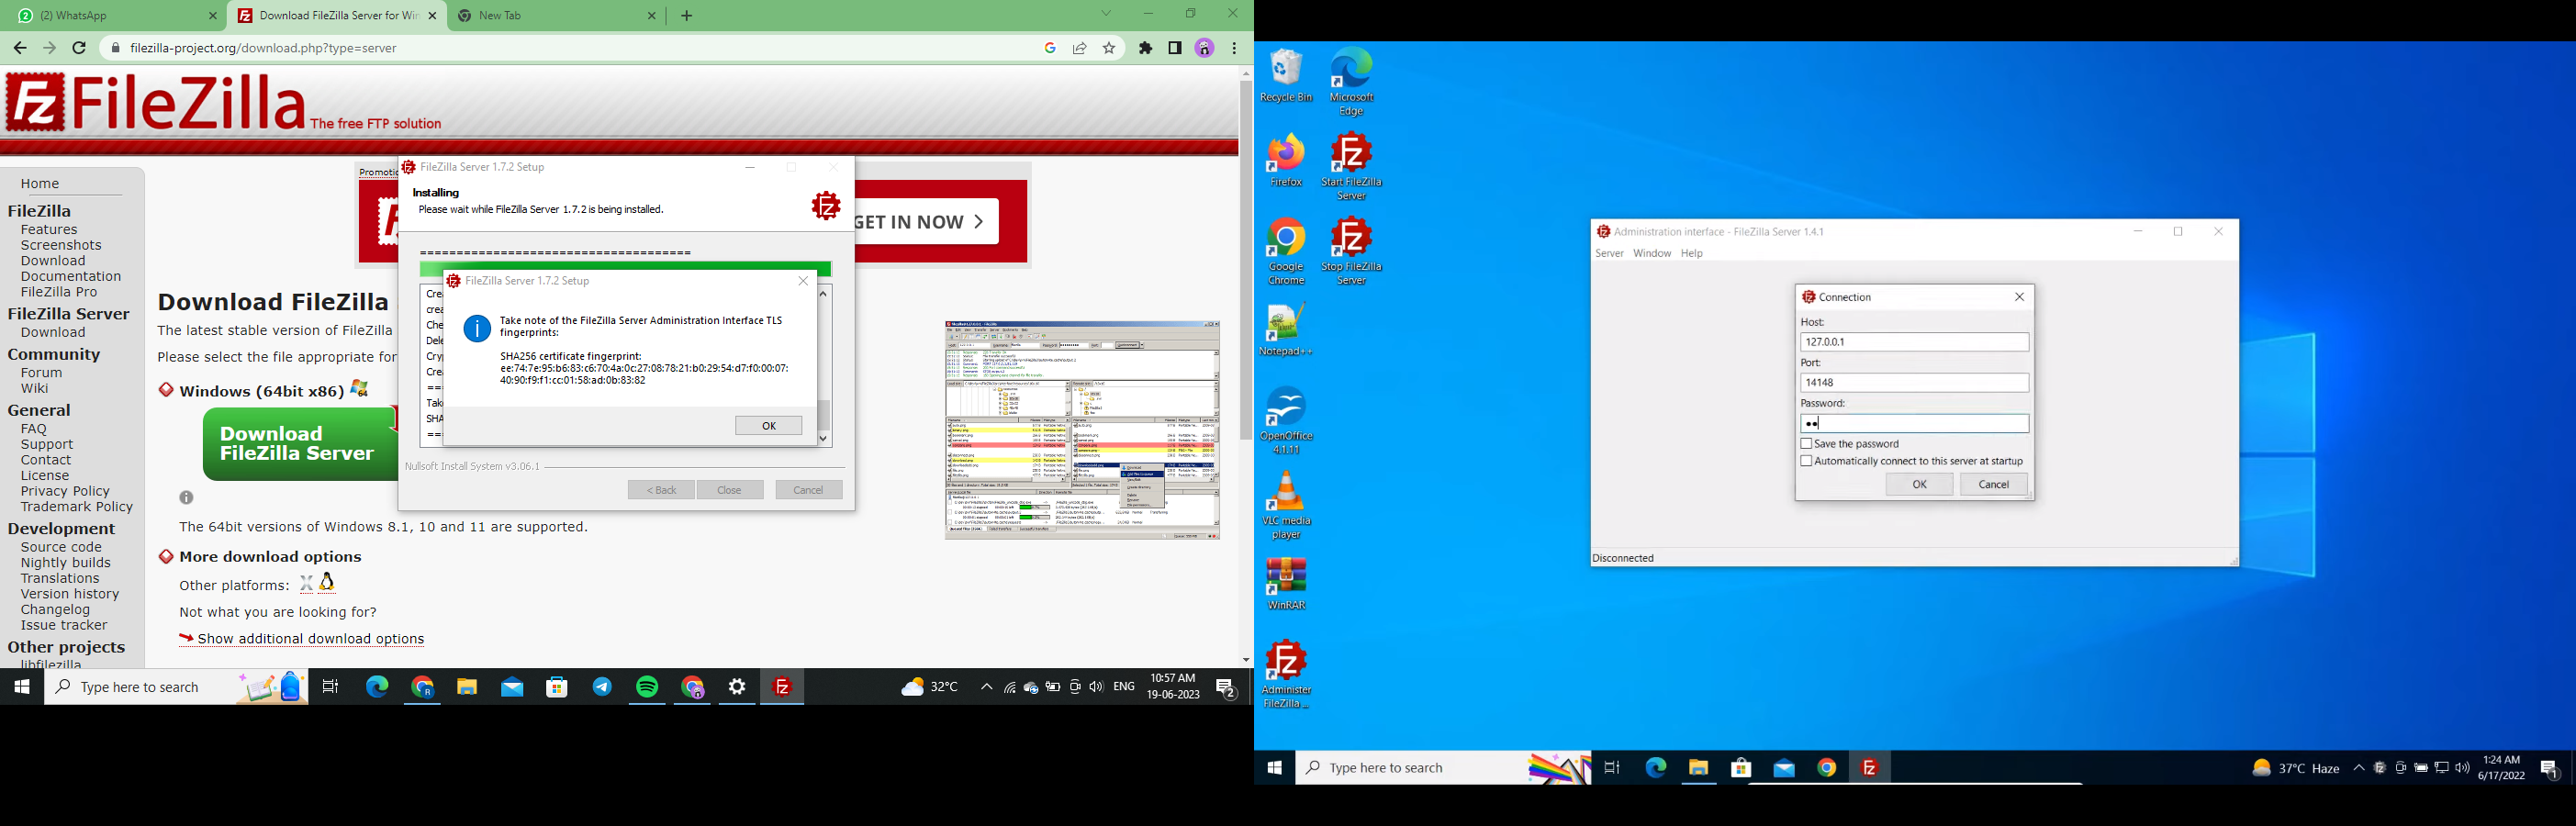 (2) WhatsApp
Download FileZilla Server for Win
New Tab
filezilla-project.org/download.php?type=server
FileZilla The free FTP solution
Home
FileZilla
Features
Screenshots
Download
Documentation
FileZilla Pro
FileZilla Server
Download
Community
Forum
Wiki
General
FAQ
Support
Contact
License
Privacy Policy
Trademark Policy
Development
Source code
Nightly builds
Translations
Version history
Changelog
Issue tracker
Other projects
libfilezilla
Promotio
GET IN NOW
Download FileZilla
The latest stable version of FileZilla
Please select the file appropriate for
Windows (64bit x86)
Download
FileZilla Server
The 64bit versions of Windows 8.1, 10 and 11 are supported.
More download options
Other platforms:
Not what you are looking for?
Show additional download options
FileZilla Server 1.7.2 Setup
Installing
Please wait while FileZilla Server 1.7.2 is being installed.
=====================================
Crea
crea
Che
Dele
Cryp
Crea
==
Tak
SHA
==
FileZilla Server 1.7.2 Setup
Take note of the FileZilla Server Administration Interface TLS
fingerprints:
SHA256 certificate fingerprint:
ee:74:7e:95:b6:83:c6:70:4a:0c:27:08:78:21:b0:29:54:d7:f0:00:07:
40:90:f9:f1:cc:01:58:ad:0b:83:82
OK
Nullsoft Install System v3.06.1
< Back
Close
Cancel
Type here to search
32°C
ENG
10:57 AM
19-06-2023
2
Recycle Bin
Microsoft
Edge
Firefox
Start FileZilla
Server
Google
Chrome
Stop FileZilla
Server
Notepad++
OpenOffice
4.1.11
VLC media
player
WinRAR
Administer
FileZilla ...
Administration interface - FileZilla Server 1.4.1
Server Window Help
Connection
Host:
127.0.0.1
Port:
14148
Password:
Save the password
Automatically connect to this server at startup
OK
Cancel
Disconnected
Type here to search
37°C Haze
1:24 AM
6/17/2022
1